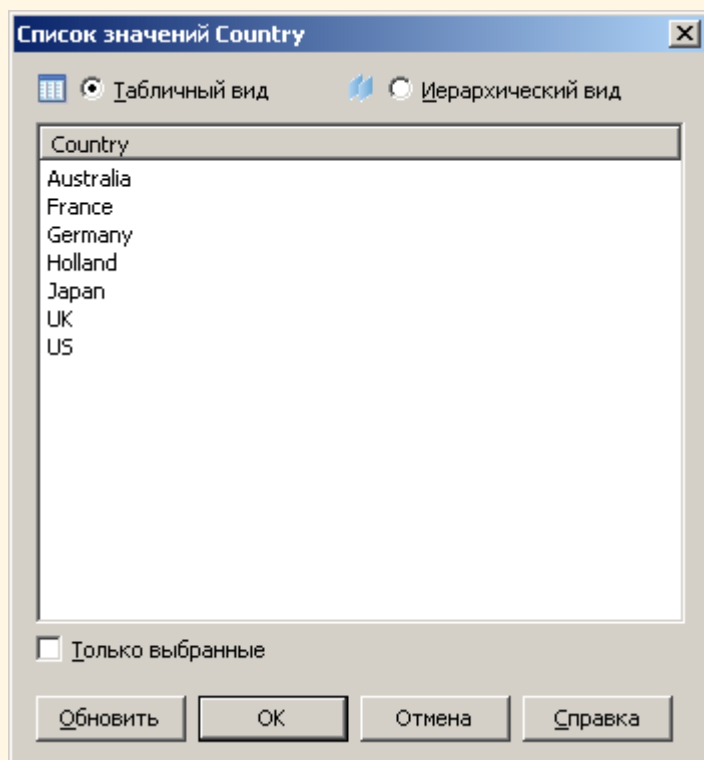 Список значений Country
Табличный вид Иерархический вид
Country
Australia
France
Germany
Holland
Japan
UK
US
Только выбранные
Обновить OK Отмена Справка